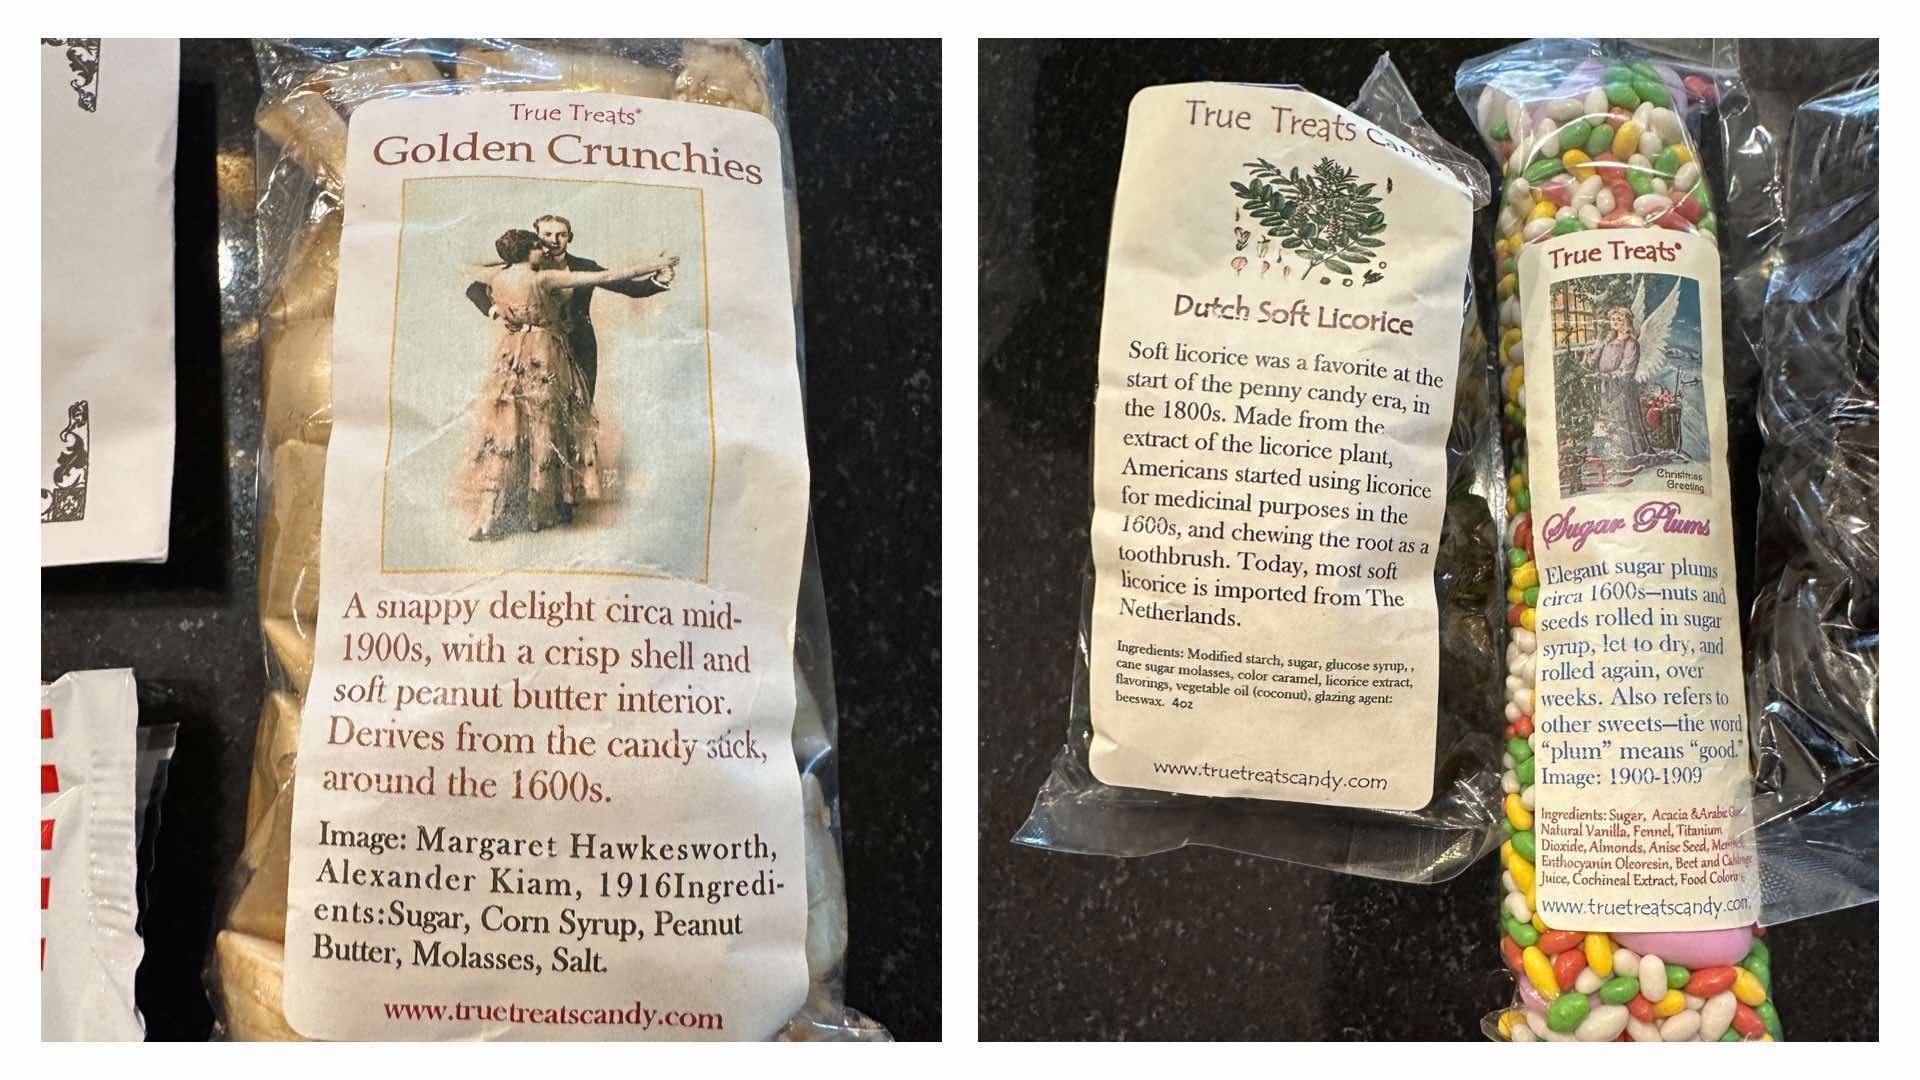 True Treats®
Golden Crunchies
A snappy delight circa mid-
1900s, with a crisp shell and
soft peanut butter interior.
Derives from the candy stick,
around the 1600s.
Image: Margaret Hawkesworth,
Alexander Kiam, 1916Ingredi-
ents:Sugar, Corn Syrup, Peanut
Butter, Molasses, Salt.
www.truetreatscandy.com
True Treats Candy
Dutch Soft Licorice
Soft licorice was a favorite at the
start of the penny candy era, in
the 1800s. Made from the
extract of the licorice plant,
Americans started using licorice
for medicinal purposes in the
1600s, and chewing the root as a
toothbrush. Today, most soft
licorice is imported from The
Netherlands.
Ingredients: Modified starch, sugar, glucose syrup, ,
cane sugar molasses, color caramel, licorice extract,
flavorings, vegetable oil (coconut), glazing agent:
beeswax. 4oz
www.truetreatscandy.com
True Treats®
Christmas
Greeting
Sugar Plums
Elegant sugar plums
circa 1600s—nuts and
seeds rolled in sugar
syrup, let to dry, and
rolled again, over
weeks. Also refers to
other sweets—the word
"plum" means "good."
Image: 1900-1909
Ingredients: Sugar, Acacia &Arabic
Natural Vanilla, Fennel, Titanium
Dioxide, Almonds, Anise Seed,
Enthocyanin Oleoresin, Beet and Cabbage
Juice, Cochineal Extract, Food Coloring
www.truetreatscandy.com